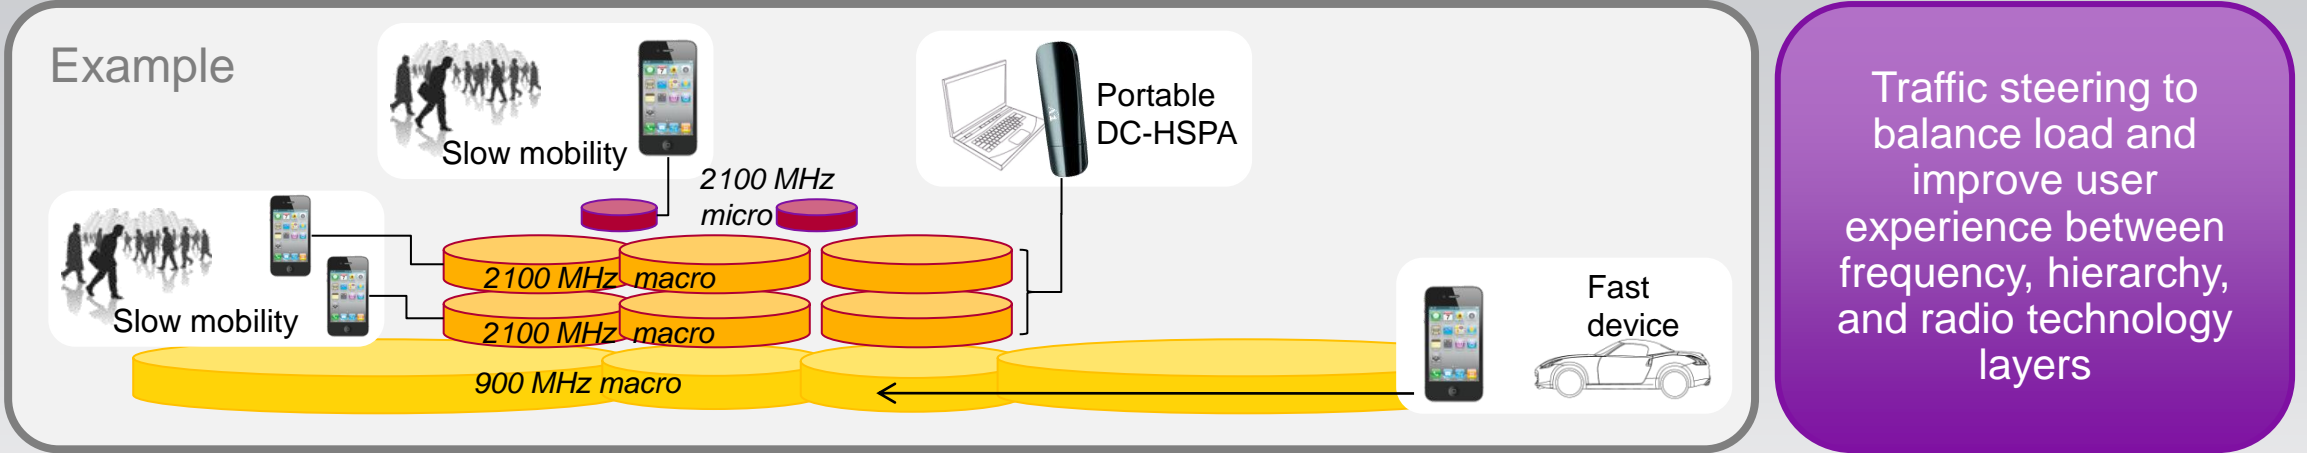 Example
Slow mobility
Portable
DC-HSPA
2100 MHz
micro
Slow mobility
2100 MHz macro
2100 MHz macro
900 MHz macro
Fast
device
Traffic steering to
balance load and
improve user
experience between
frequency, hierarchy,
and radio technology
layers